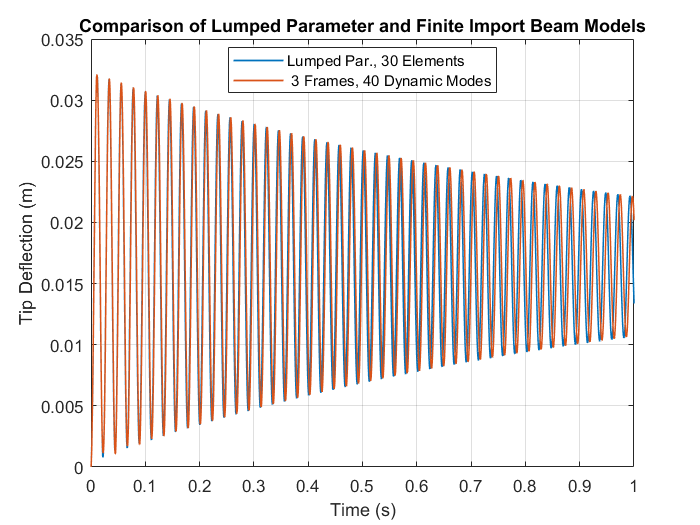 Comparison of Lumped Parameter and Finite Import Beam Models
0.035
Lumped Par., 30 Elements
3 Frames, 40 Dynamic Modes
0.03
0.025
0.02
0.015
0.01
0.005
0
Tip Deflection (m)
0 0.1 0.2 0.3 0.4 0.5 0.6 0.7 0.8 0.9 1
Time (s)